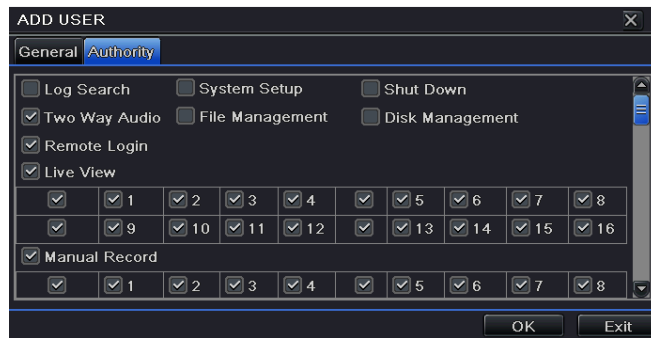 ADD USER
General Authority
Log Search System Setup Shut Down
Two Way Audio File Management Disk Management
Remote Login
Live View
1 2 3 4 5 6 7 8
9 10 11 12 13 14 15 16
Manual Record
1 2 3 4 5 6 7 8
OK Exit